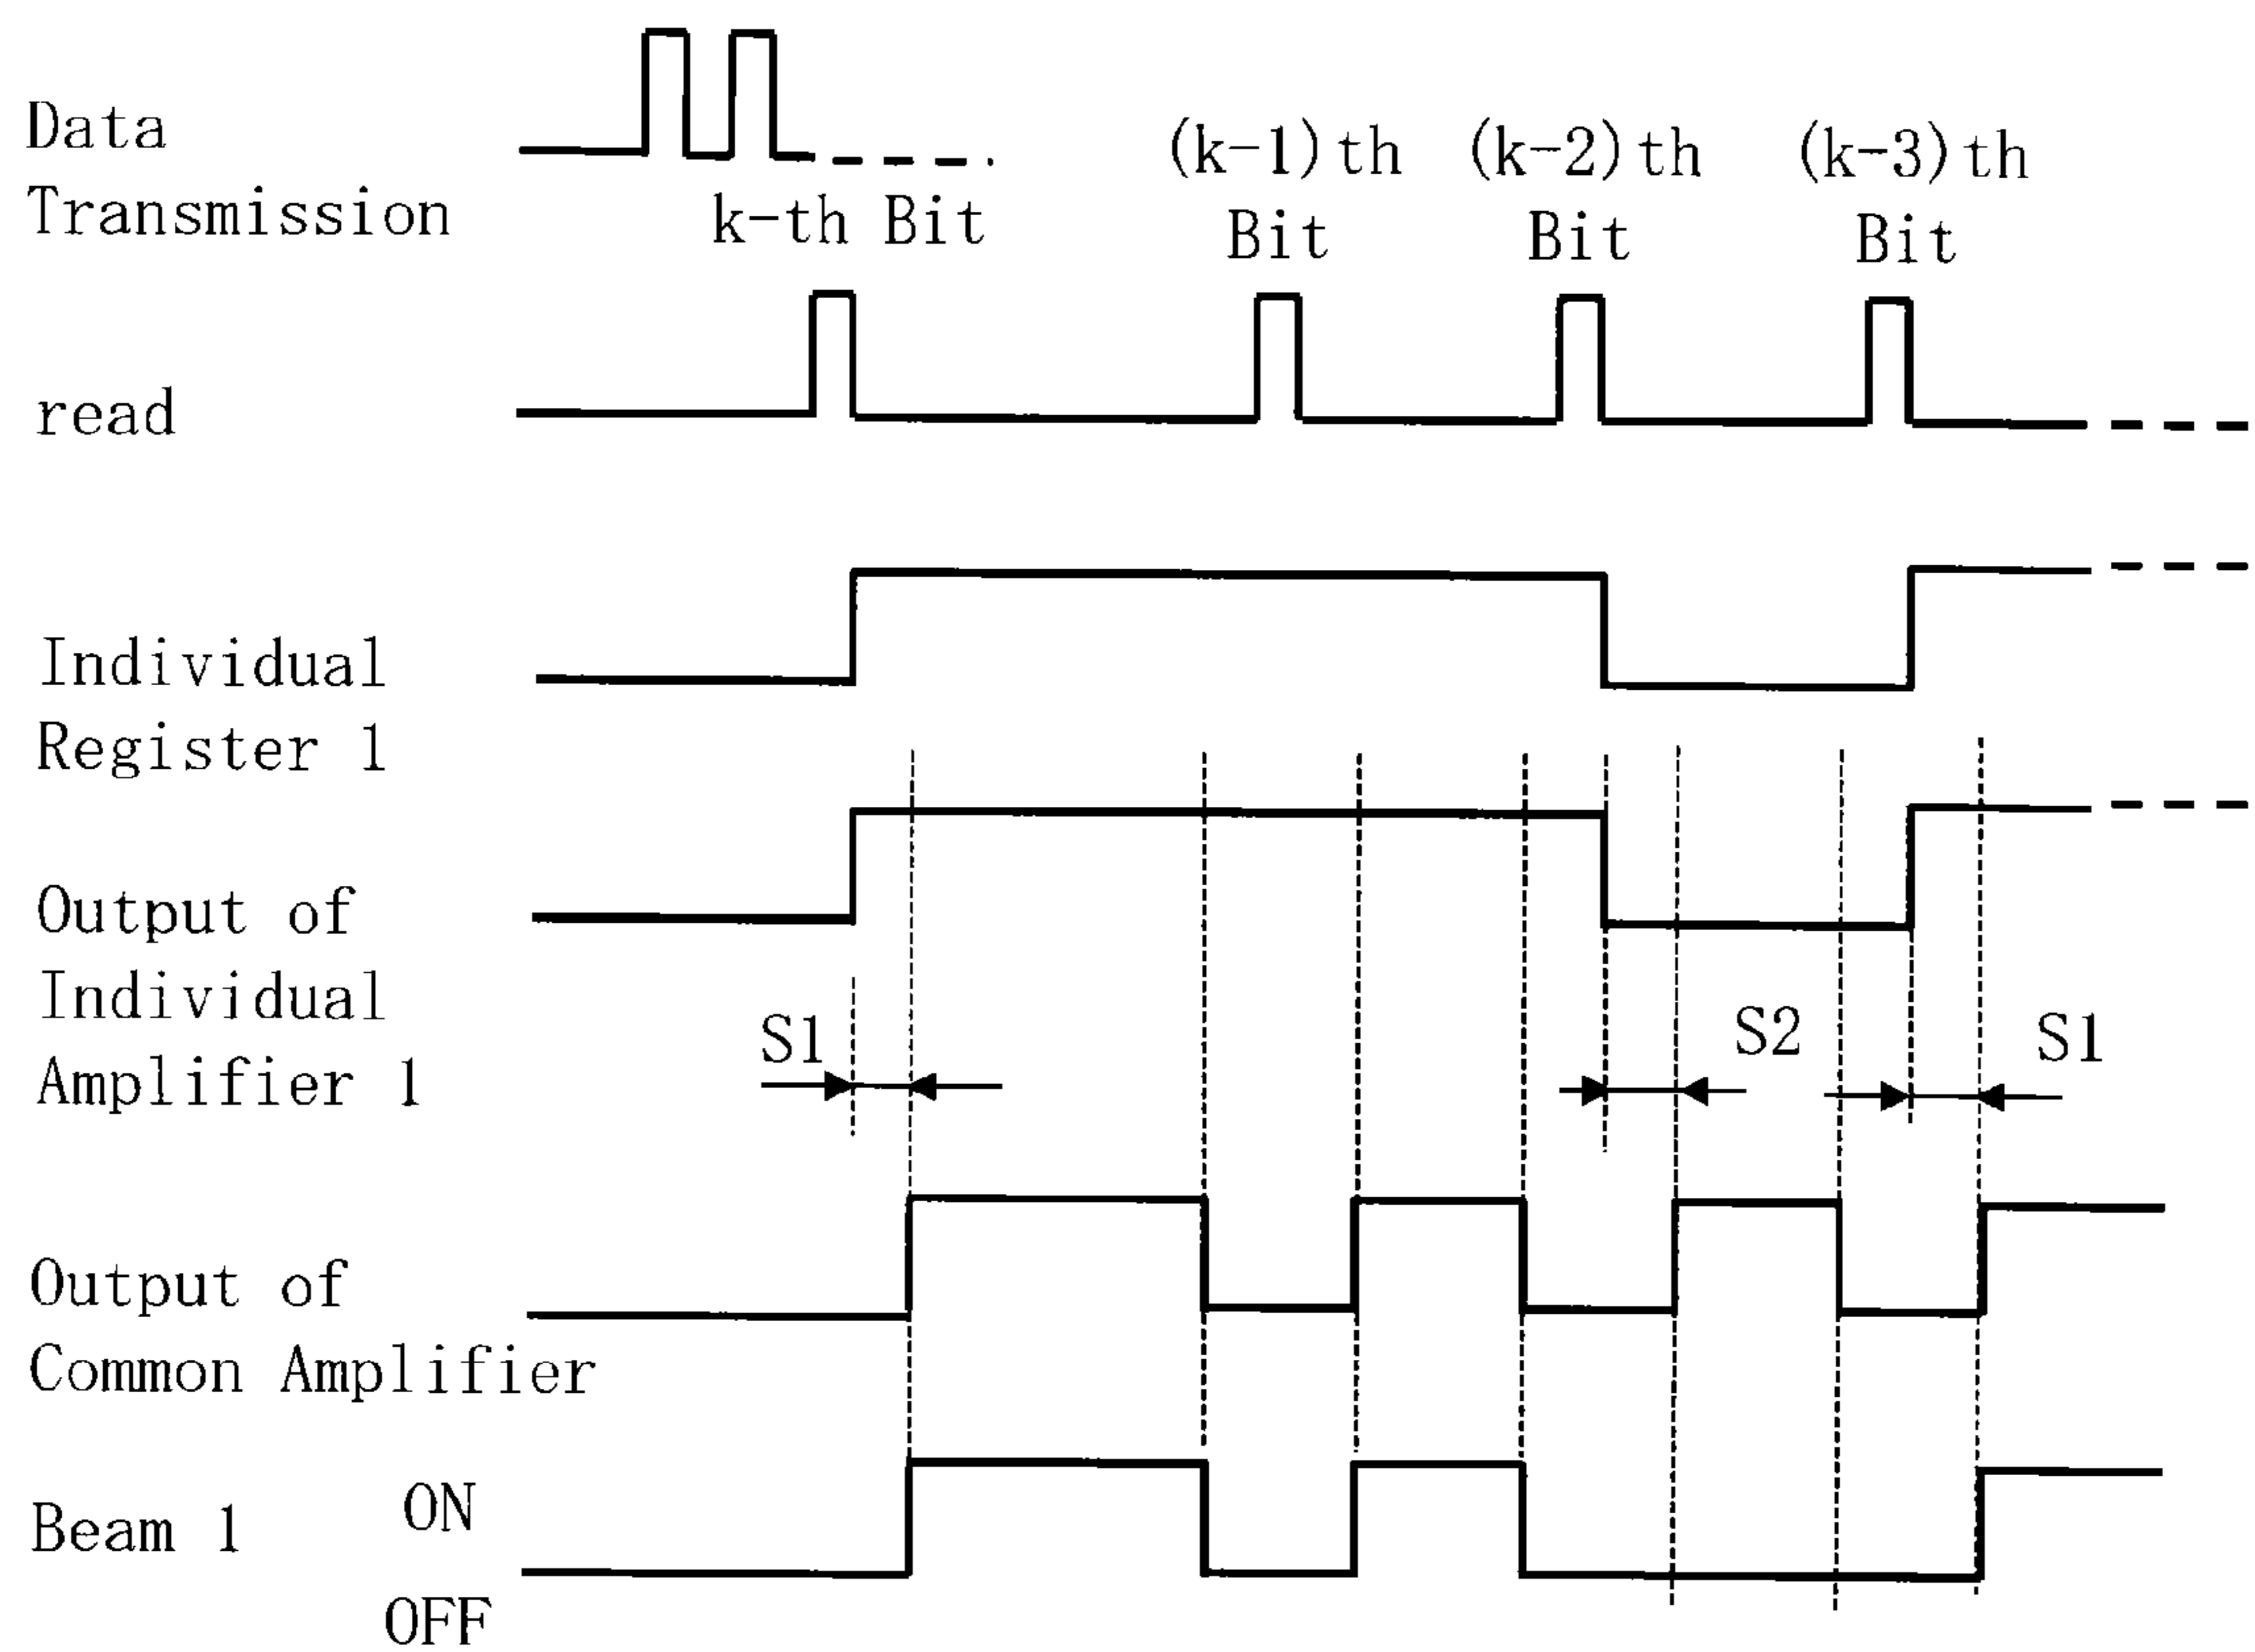 Data
Transmission
k-th Bit
(k-1)th
Bit
(k-2)th
Bit
(k-3)th
Bit
read
Individual
Register 1
Output of
Individual
Amplifier 1
S1
S2
S1
Output of
Common Amplifier
Beam 1
ON
OFF